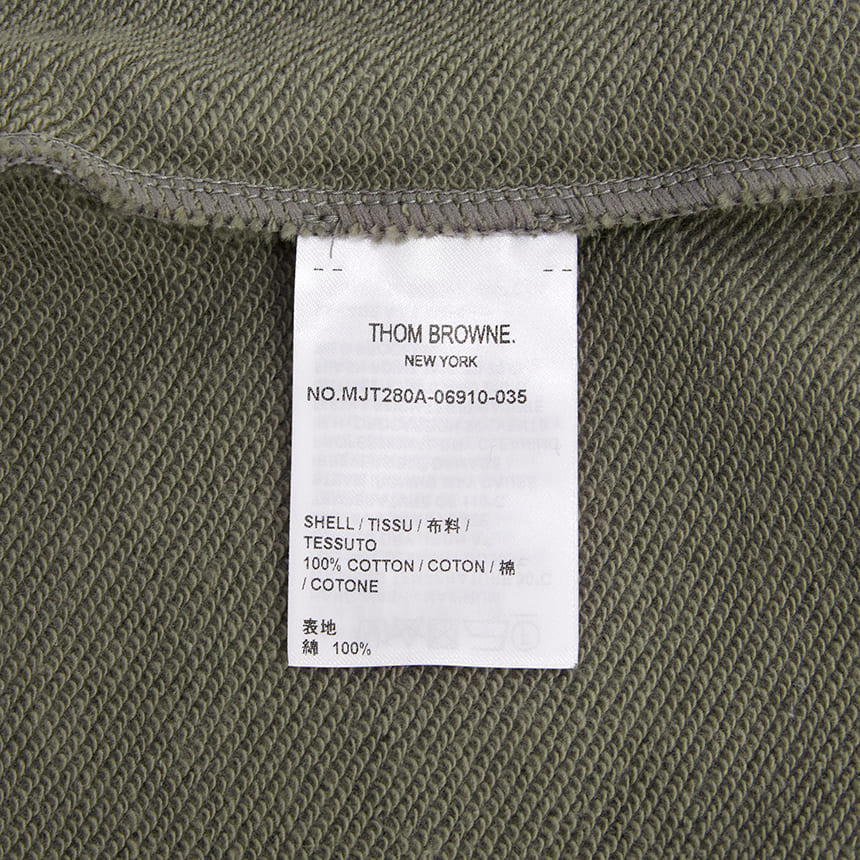 THOM BROWNE.
NEW YORK
NO.MJT280A-06910-035
SHELL / TISSU / 布料 /
TESSUTO
100% COTTON / COTON / 棉
/ COTONE
表地
綿 100%